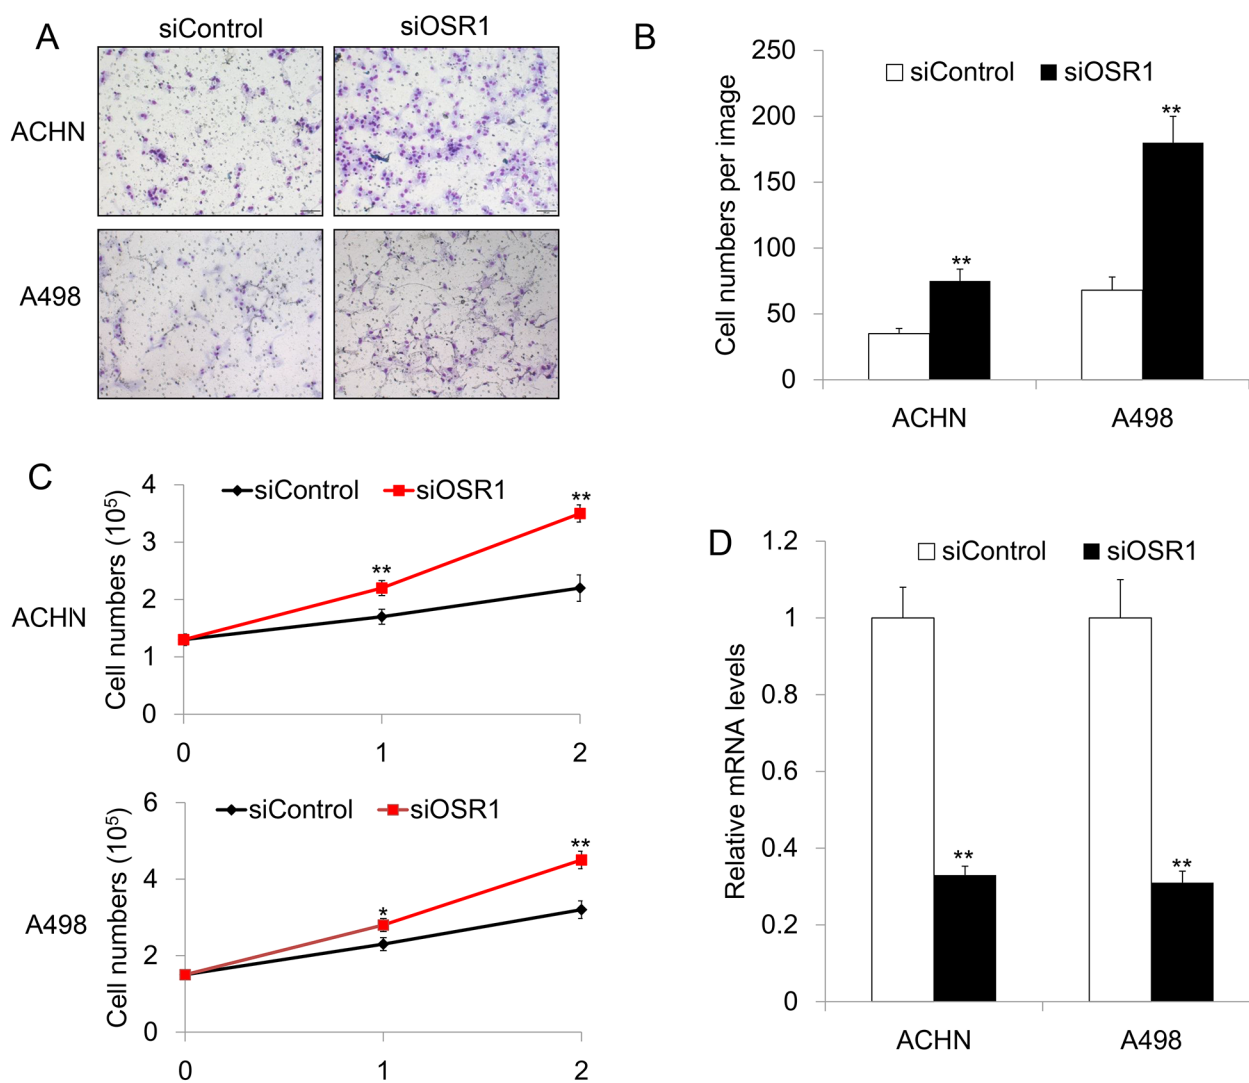 A
siControl
siOSR1
ACHN
A498
B
Cell numbers per image
250
200
150
100
50
0
siControl
siOSR1
**
**
ACHN
A498
C
ACHN
Cell numbers (10⁵)
4
3
2
1
0
siControl
siOSR1
**
**
0
1
2
A498
Cell numbers (10⁵)
6
4
2
0
siControl
siOSR1
*
**
0
1
2
D
Relative mRNA levels
1.2
1
0.8
0.6
0.4
0.2
0
siControl
siOSR1
**
**
ACHN
A498